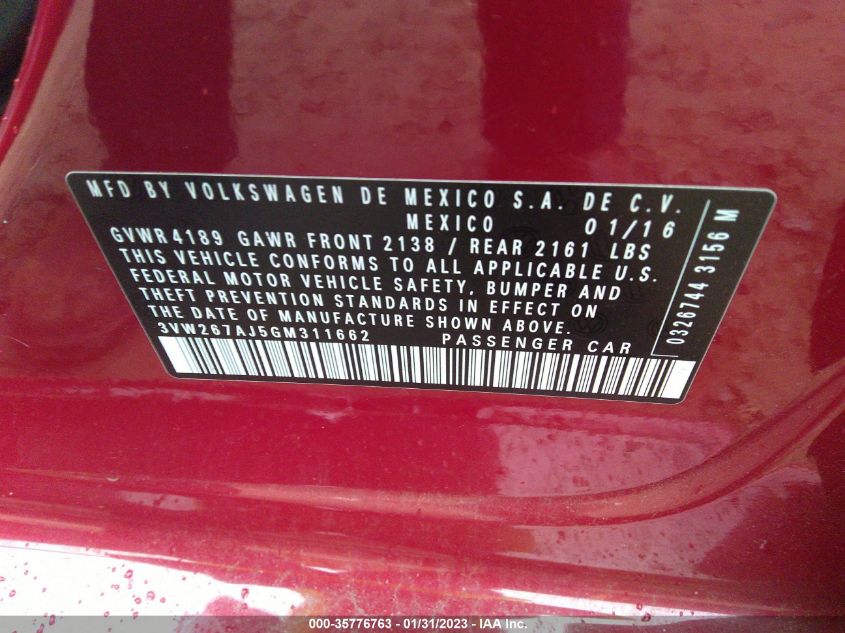 MFD BY VOLKSWAGEN DE MEXICO S.A. DE C.V.
MEXICO 01/16
GVWR 4189 GAWR FRONT 2138 / REAR 2161 LBS
THIS VEHICLE CONFORMS TO ALL APPLICABLE U.S.
FEDERAL MOTOR VEHICLE SAFETY, BUMPER AND
THEFT PREVENTION STANDARDS IN EFFECT ON
THE DATE OF MANUFACTURE SHOWN ABOVE.
3VW267AJ5GM311662 PASSENGER CAR
0326744 3156 M
000-35776763 - 01/31/2023 - IAA Inc.